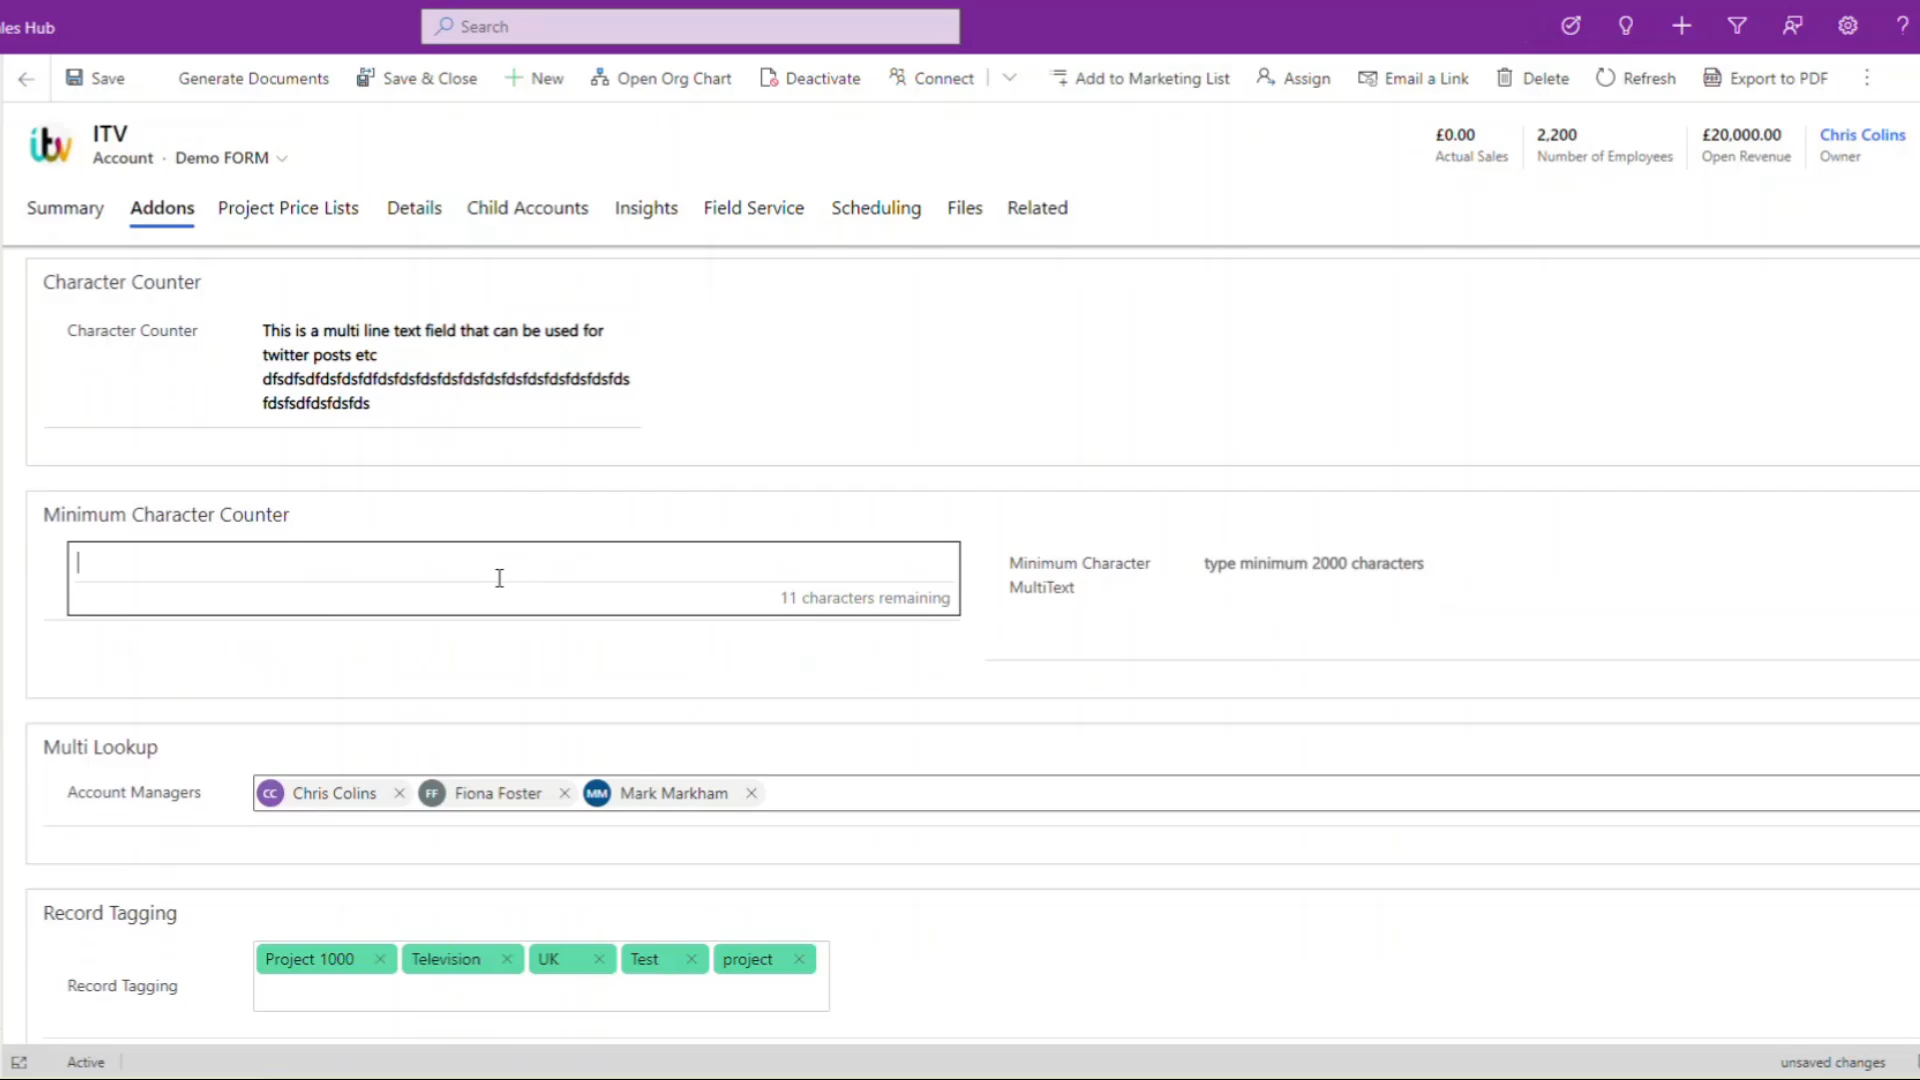 les Hub
Search
?
Save
Generate Documents
Save & Close
New
Open Org Chart
Deactivate
Connect
Add to Marketing List
Assign
Email a Link
Delete
Refresh
Export to PDF
itv
ITV
Account · Demo FORM
£0.00
Actual Sales
2,200
Number of Employees
£20,000.00
Open Revenue
Chris Colins
Owner
Summary
Addons
Project Price Lists
Details
Child Accounts
Insights
Field Service
Scheduling
Files
Related
Character Counter
Character Counter
This is a multi line text field that can be used for
twitter posts etc
dfsdfsdfdsfdsfdfdsfdsfdsfdsfdsfdsfdsfdsfdsfdsfdsfds
fdsfsdfdsfdsfds
Minimum Character Counter
11 characters remaining
Minimum Character
MultiText
type minimum 2000 characters
Multi Lookup
Account Managers
CC Chris Colins
FF Fiona Foster
MM Mark Markham
Record Tagging
Record Tagging
Project 1000
Television
UK
Test
project
Active
unsaved changes